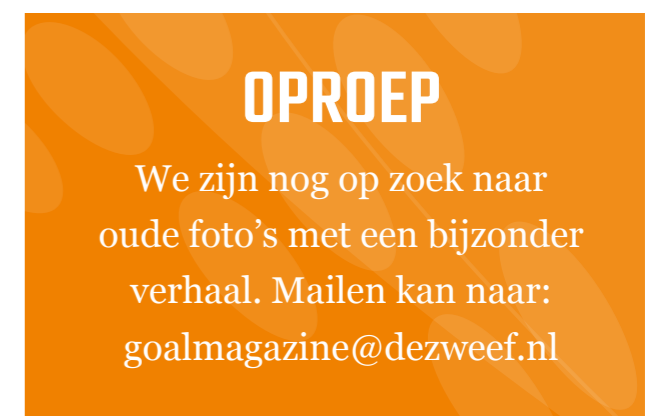 OPROEP
We zijn nog op zoek naar
oude foto’s met een bijzonder
verhaal. Mailen kan naar:
goalmagazine@dezweef.nl